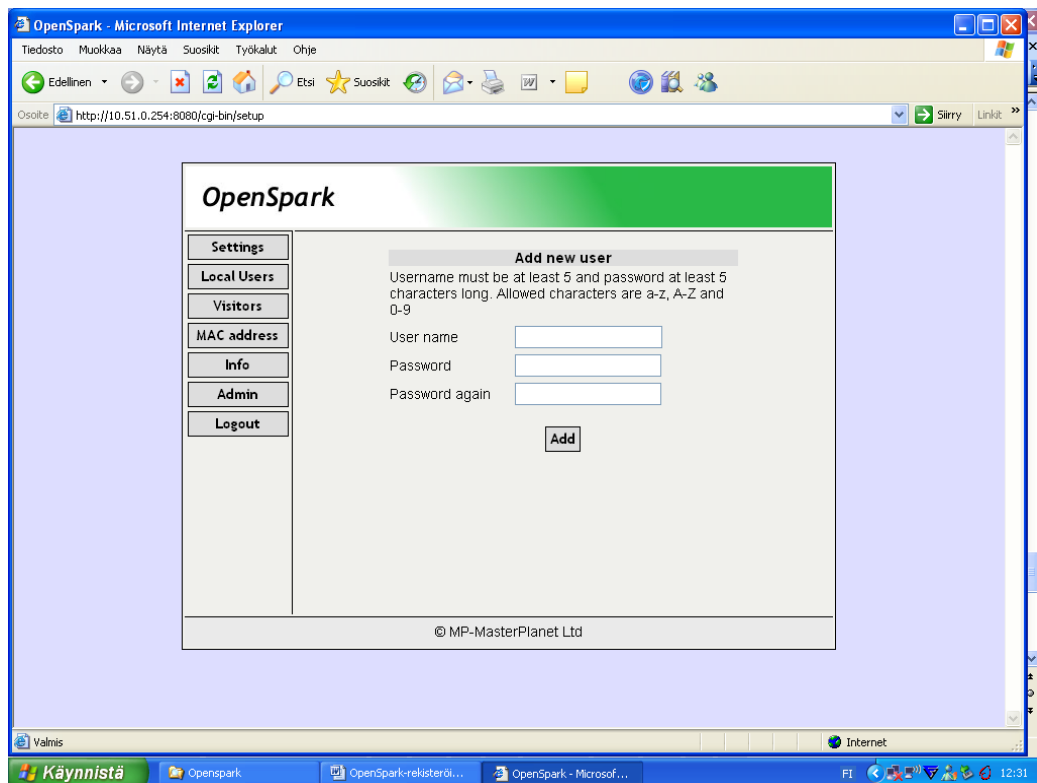 OpenSpark - Microsoft Internet Explorer
Tiedosto Muokkaa Näytä Suosikit Työkalut Ohje
Edellinen Etsi Suosikit
Osoite http://10.51.0.254:8080/cgi-bin/setup Siirry Linkit »
OpenSpark
Settings
Local Users
Visitors
MAC address
Info
Admin
Logout
Add new user
Username must be at least 5 and password at least 5
characters long. Allowed characters are a-z, A-Z and
0-9
User name
Password
Password again
Add
© MP-MasterPlanet Ltd
Valmis Internet
Käynnistä Openspark OpenSpark-rekisteröi... OpenSpark - Microsof... FI 12:31